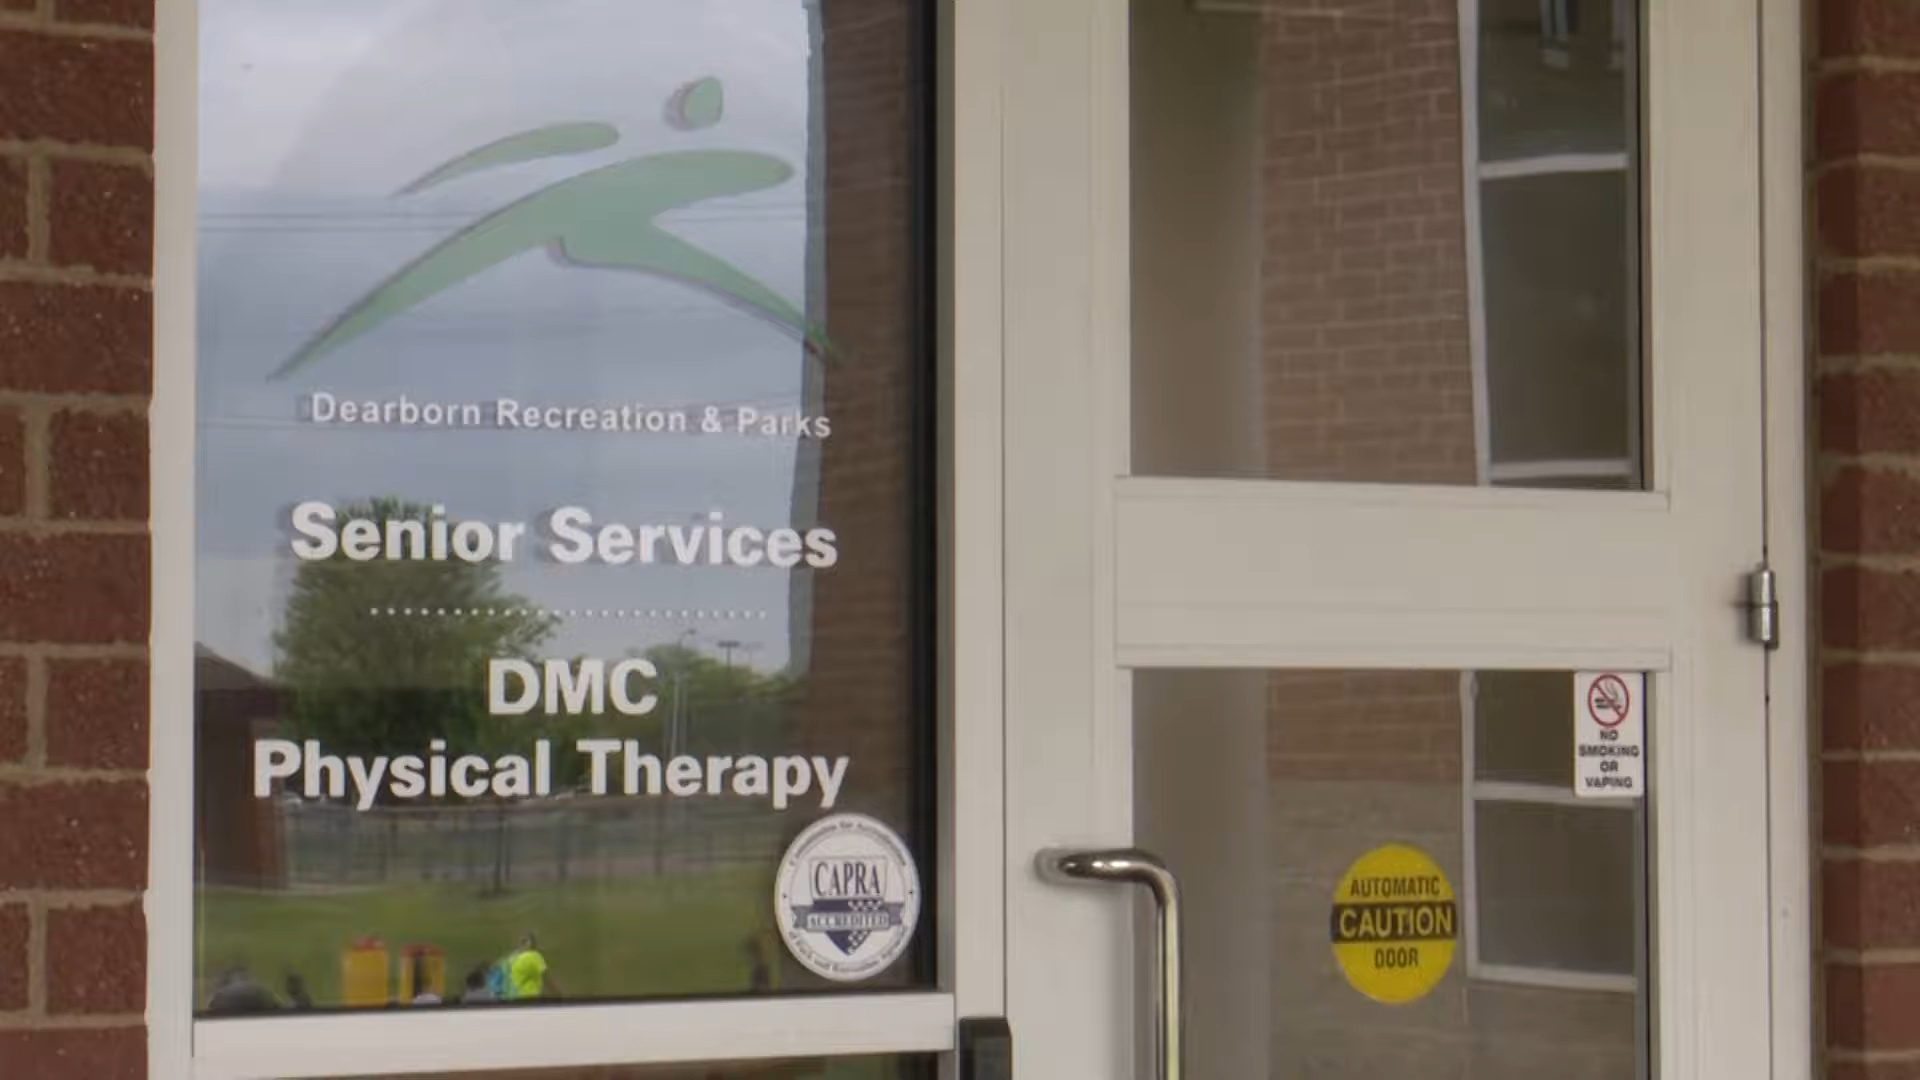 Dearborn Recreation & Parks
Senior Services
DMC
Physical Therapy
CAPRA
ACCREDITED
NO
SMOKING
OR
VAPING
AUTOMATIC
CAUTION
DOOR